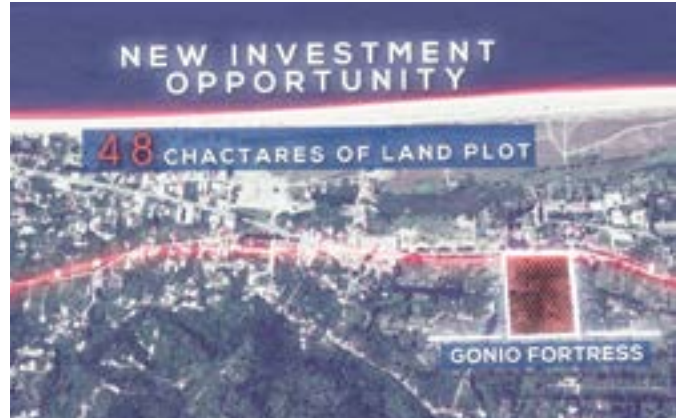 NEW INVESTMENT
OPPORTUNITY
48 CHACTARES OF LAND PLOT
GONIO FORTRESS